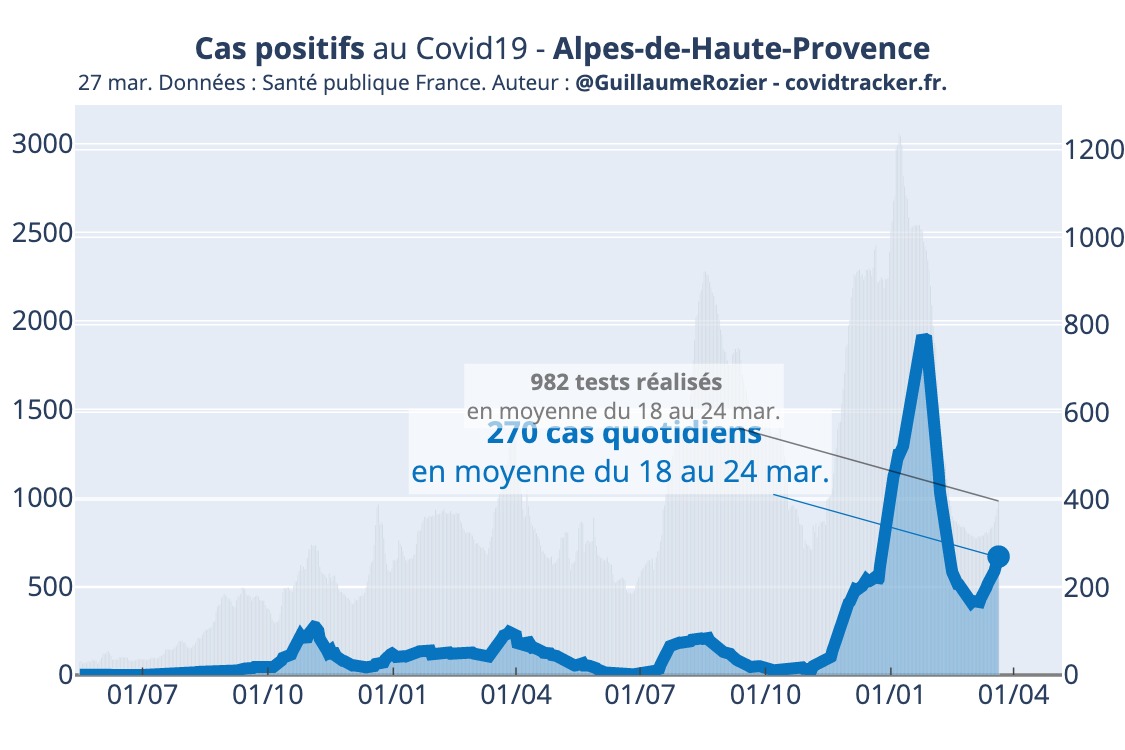 Cas positifs au Covid19 - Alpes-de-Haute-Provence
27 mar. Données : Santé publique France. Auteur : @GuillaumeRozier - covidtracker.fr.
3000
2500
2000
1500
1000
500
0
1200
1000
800
600
400
200
0
982 tests réalisés
en moyenne du 18 au 24 mar.
270 cas quotidiens
en moyenne du 18 au 24 mar.
01/07 01/10 01/01 01/04 01/07 01/10 01/01 01/04